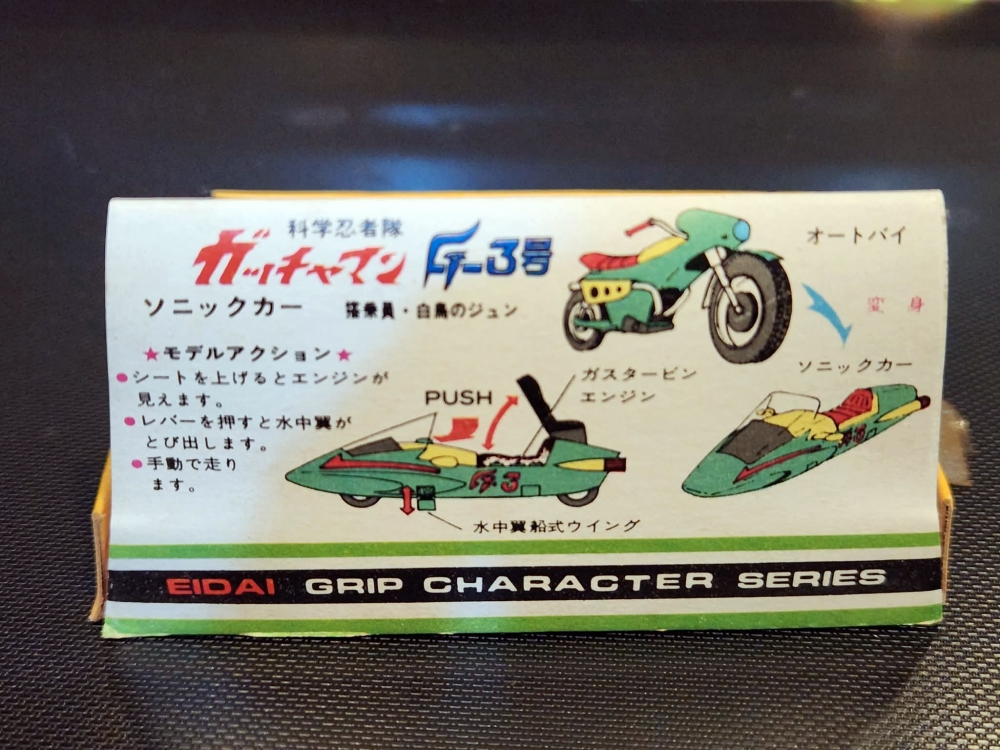 科学忍者隊
ガッチャマン G-3号
ソニックカー 搭乗員・白鳥のジュン
オートバイ
変身
ソニックカー
★モデルアクション★
●シートを上げるとエンジンが
見えます。
●レバーを押すと水中翼が
とび出します。
●手動で走り
ます。
PUSH
ガスタービン
エンジン
G-3
水中翼船式ウイング
EIDAI GRIP CHARACTER SERIES